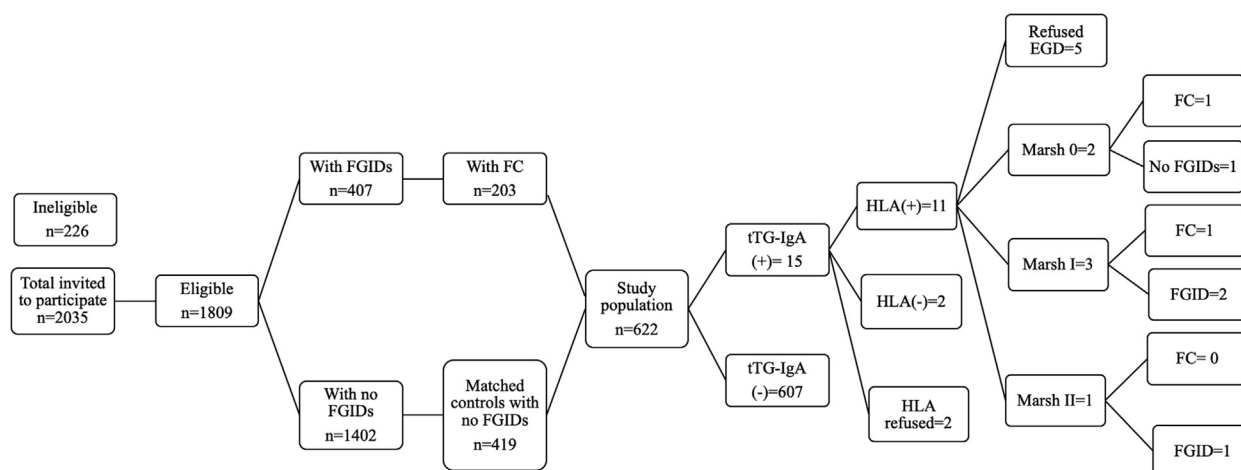 Ineligible
n=226
Total invited
to participate
n=2035
Eligible
n=1809
With FGIDs
n=407
With no
FGIDs
n=1402
With FC
n=203
Matched
controls with
no FGIDs
n=419
Study
population
n=622
tTG-IgA
(+)= 15
tTG-IgA
(-)=607
HLA(+)=11
HLA(-)=2
HLA
refused=2
Refused
EGD=5
Marsh 0=2
Marsh I=3
Marsh II=1
FC=1
No FGIDs=1
FC=1
FGID=2
FC= 0
FGID=1